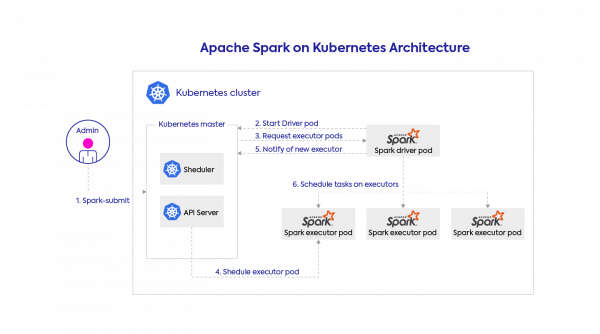 Apache Spark on Kubernetes Architecture
Kubernetes cluster
Admin
Kubernetes master
2. Start Driver pod
3. Request executor pods
5. Notify of new executor
APACHE
Spark
Spark driver pod
Sheduler
1. Spark-submit
API Server
6. Schedule tasks on executors
APACHE
Spark
Spark executor pod
APACHE
Spark
Spark executor pod
APACHE
Spark
Spark executor pod
4. Shedule executor pod